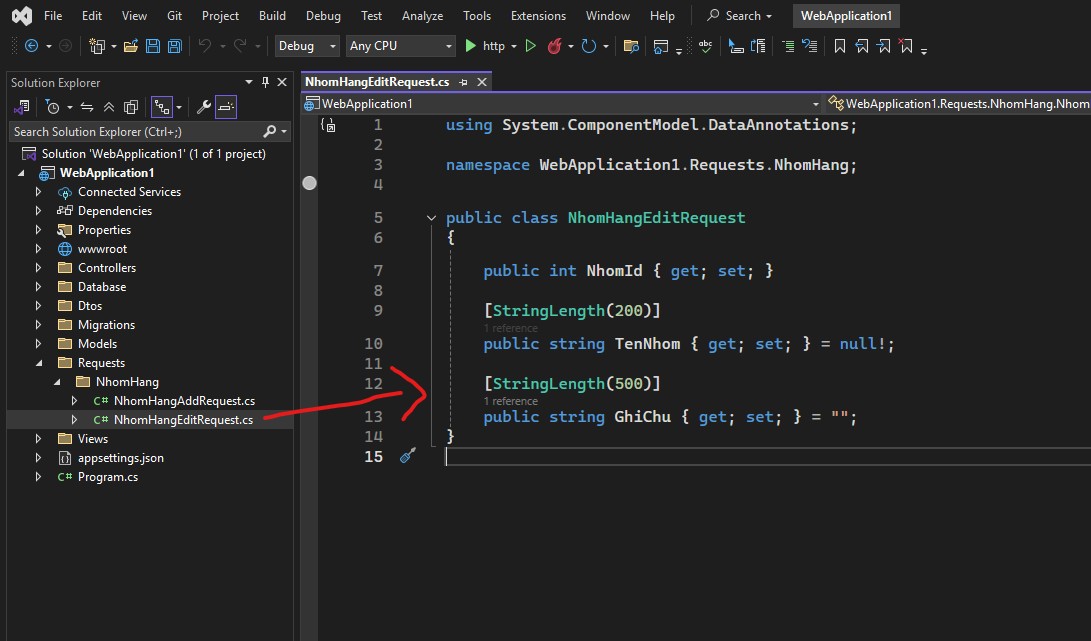 File Edit View Git Project Build Debug Test Analyze Tools Extensions Window Help Search WebApplication1
Debug Any CPU http
Solution Explorer
Search Solution Explorer (Ctrl+;)
Solution 'WebApplication1' (1 of 1 project)
WebApplication1
Connected Services
Dependencies
Properties
wwwroot
Controllers
Database
Dtos
Migrations
Models
Requests
NhomHang
C# NhomHangAddRequest.cs
C# NhomHangEditRequest.cs
Views
appsettings.json
C# Program.cs
NhomHangEditRequest.cs
WebApplication1 WebApplication1.Requests.NhomHang.Nhom
1 using System.ComponentModel.DataAnnotations;
2
3 namespace WebApplication1.Requests.NhomHang;
4
5 public class NhomHangEditRequest
6 {
7 public int NhomId { get; set; }
8
9 [StringLength(200)]
1 reference
10 public string TenNhom { get; set; } = null!;
11
12 [StringLength(500)]
1 reference
13 public string GhiChu { get; set; } = "";
14 }
15